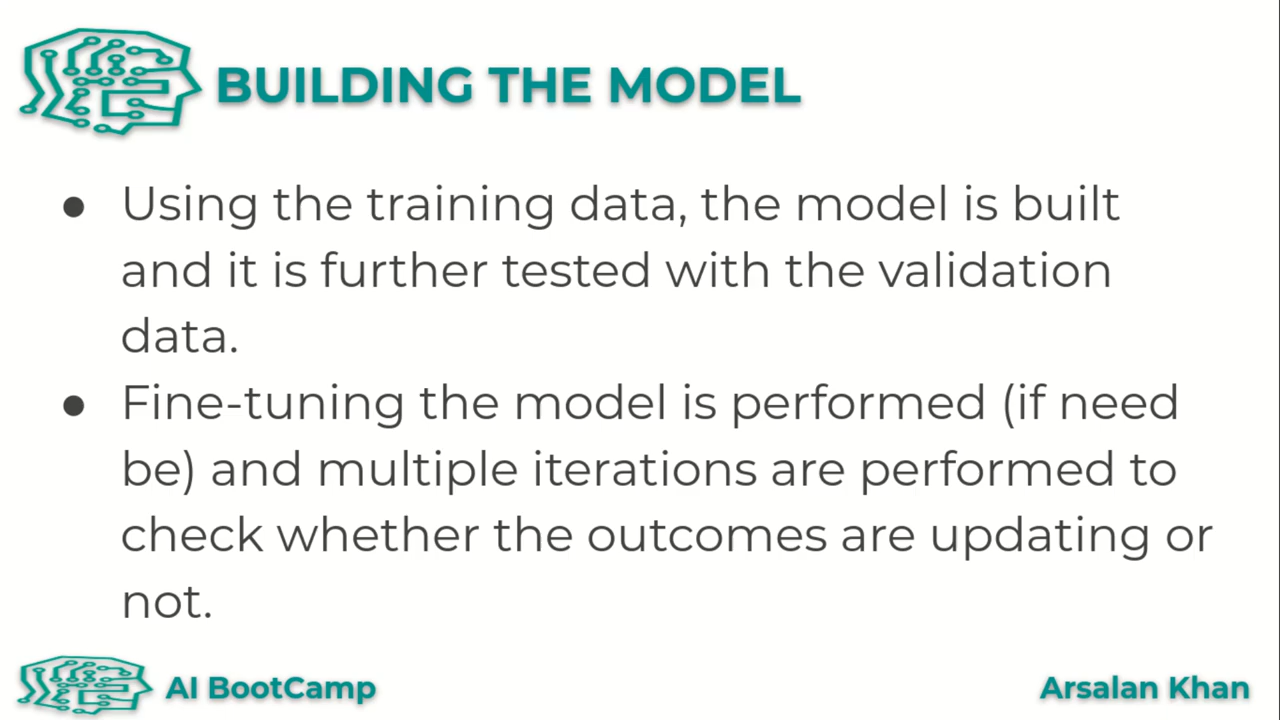 BUILDING THE MODEL
● Using the training data, the model is built
and it is further tested with the validation
data.
● Fine-tuning the model is performed (if need
be) and multiple iterations are performed to
check whether the outcomes are updating or
not.
AI BootCamp
Arsalan Khan